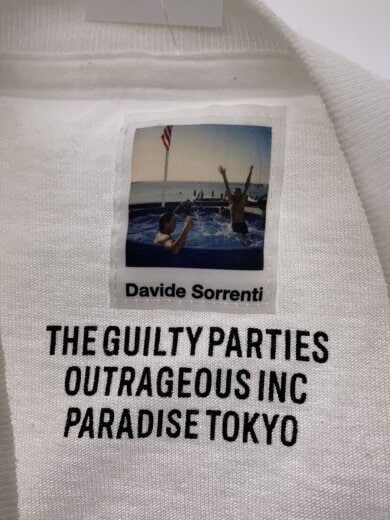 Davide Sorrenti
THE GUILTY PARTIES
OUTRAGEOUS INC
PARADISE TOKYO